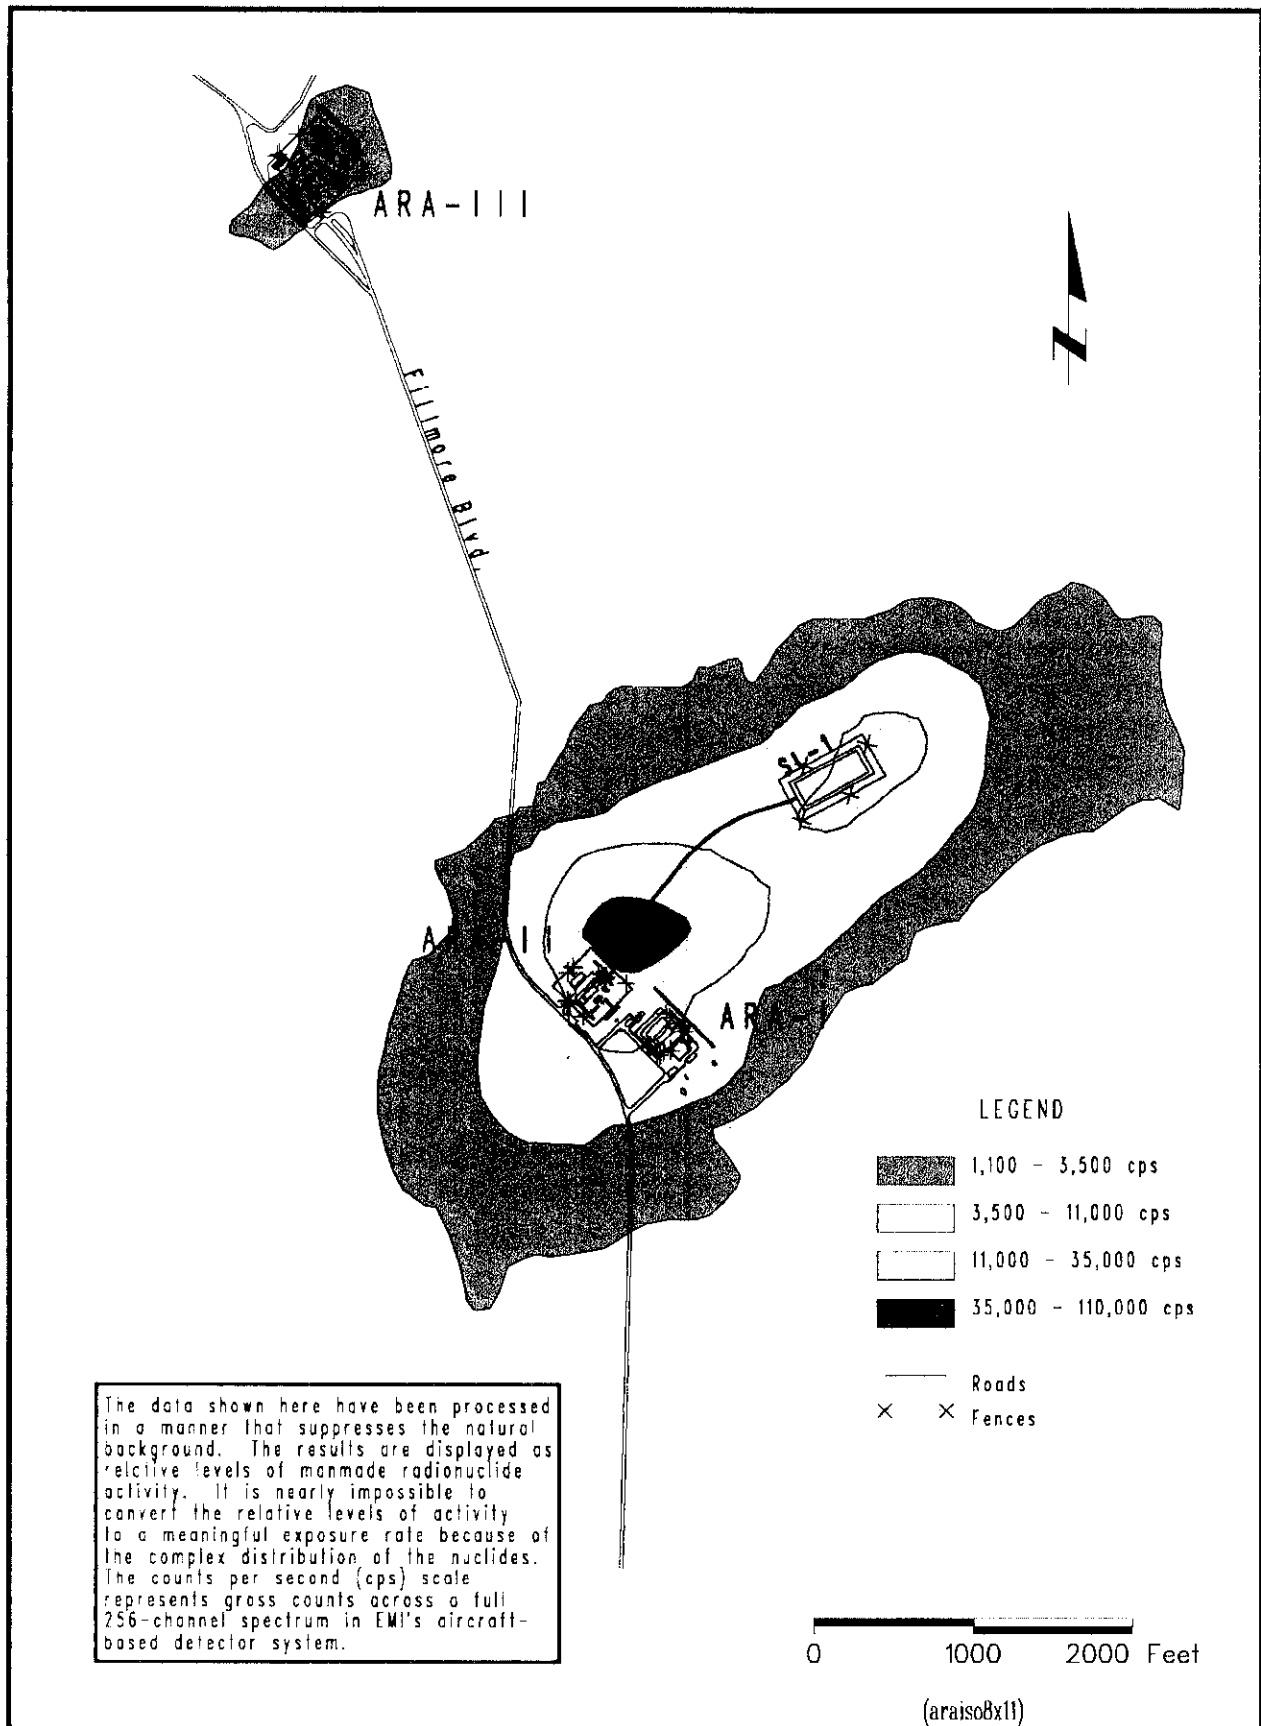 ARA-III
Fillmore Blvd.
N
SL-1
ARA-I
LEGEND
1,100 - 3,500 cps
3,500 - 11,000 cps
11,000 - 35,000 cps
35,000 - 110,000 cps
Roads
Fences
The data shown here have been processed
in a manner that suppresses the natural
background. The results are displayed as
relative levels of manmade radionuclide
activity. It is nearly impossible to
convert the relative levels of activity
to a meaningful exposure rate because of
the complex distribution of the nuclides.
The counts per second (cps) scale
represents gross counts across a full
256-channel spectrum in EMI's aircraft-
based detector system.
0 1000 2000 Feet
(araiso8x11)